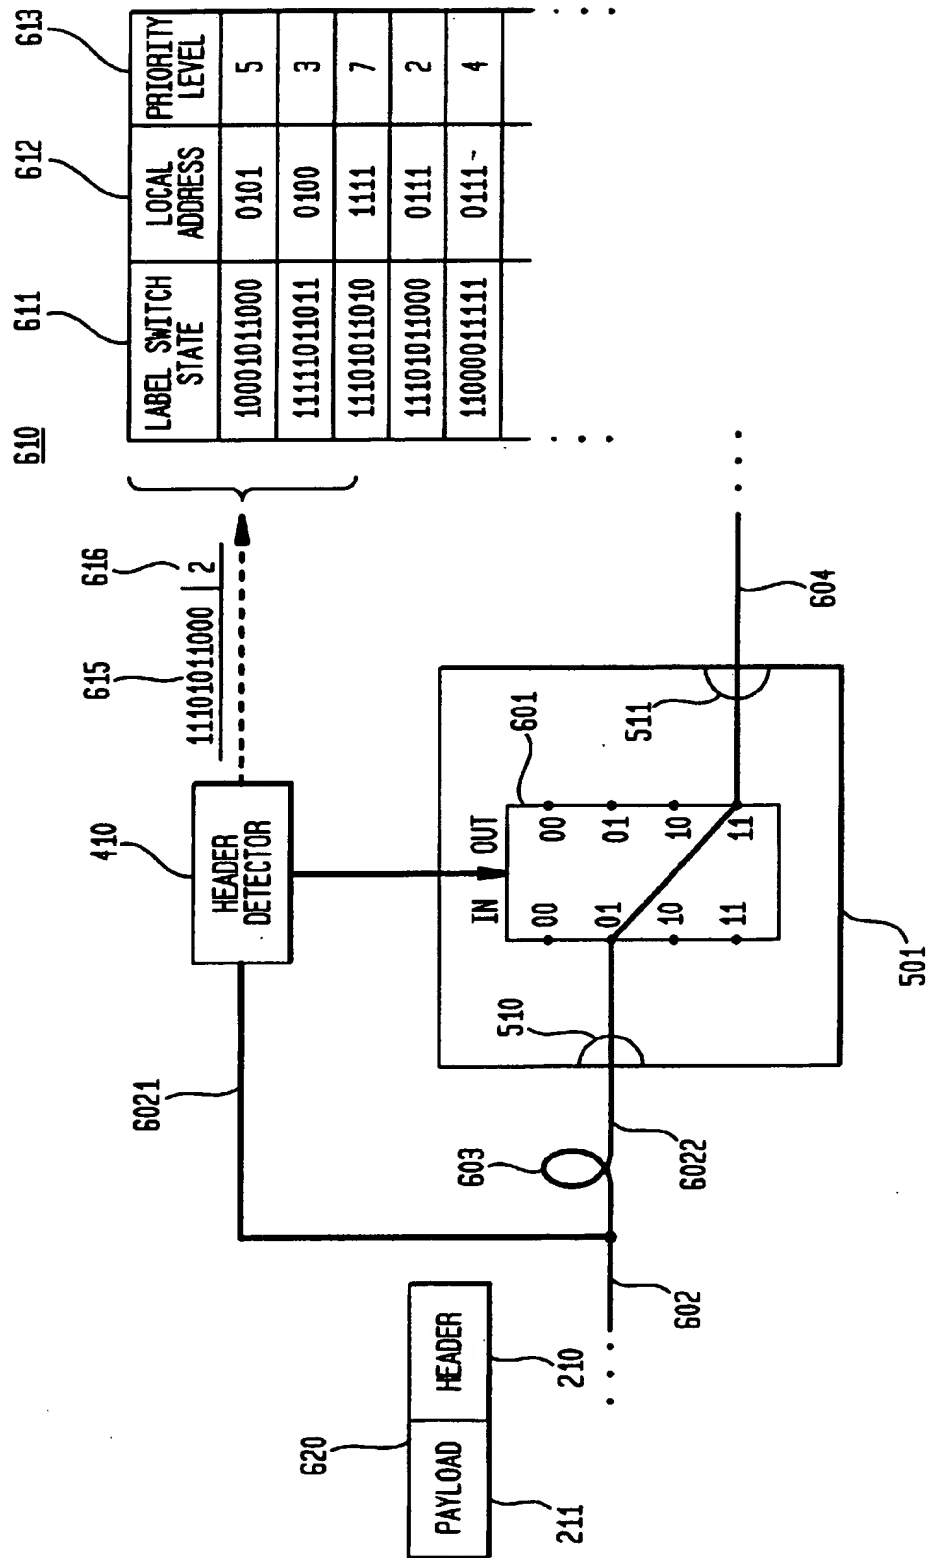 610
611
612
613
LABEL SWITCH
STATE
LOCAL
ADDRESS
PRIORITY
LEVEL
10001011000 0101 5
11111011011 0100 3
11101011010 1111 7
11101011000 0111 2
11000011111 0111 4
615
616
11101011000 2
410
HEADER
DETECTOR
6021
620
PAYLOAD HEADER
211
210
602
603
6022
510
IN OUT
00 00
01 01
10 10
11 11
601
511
604
501